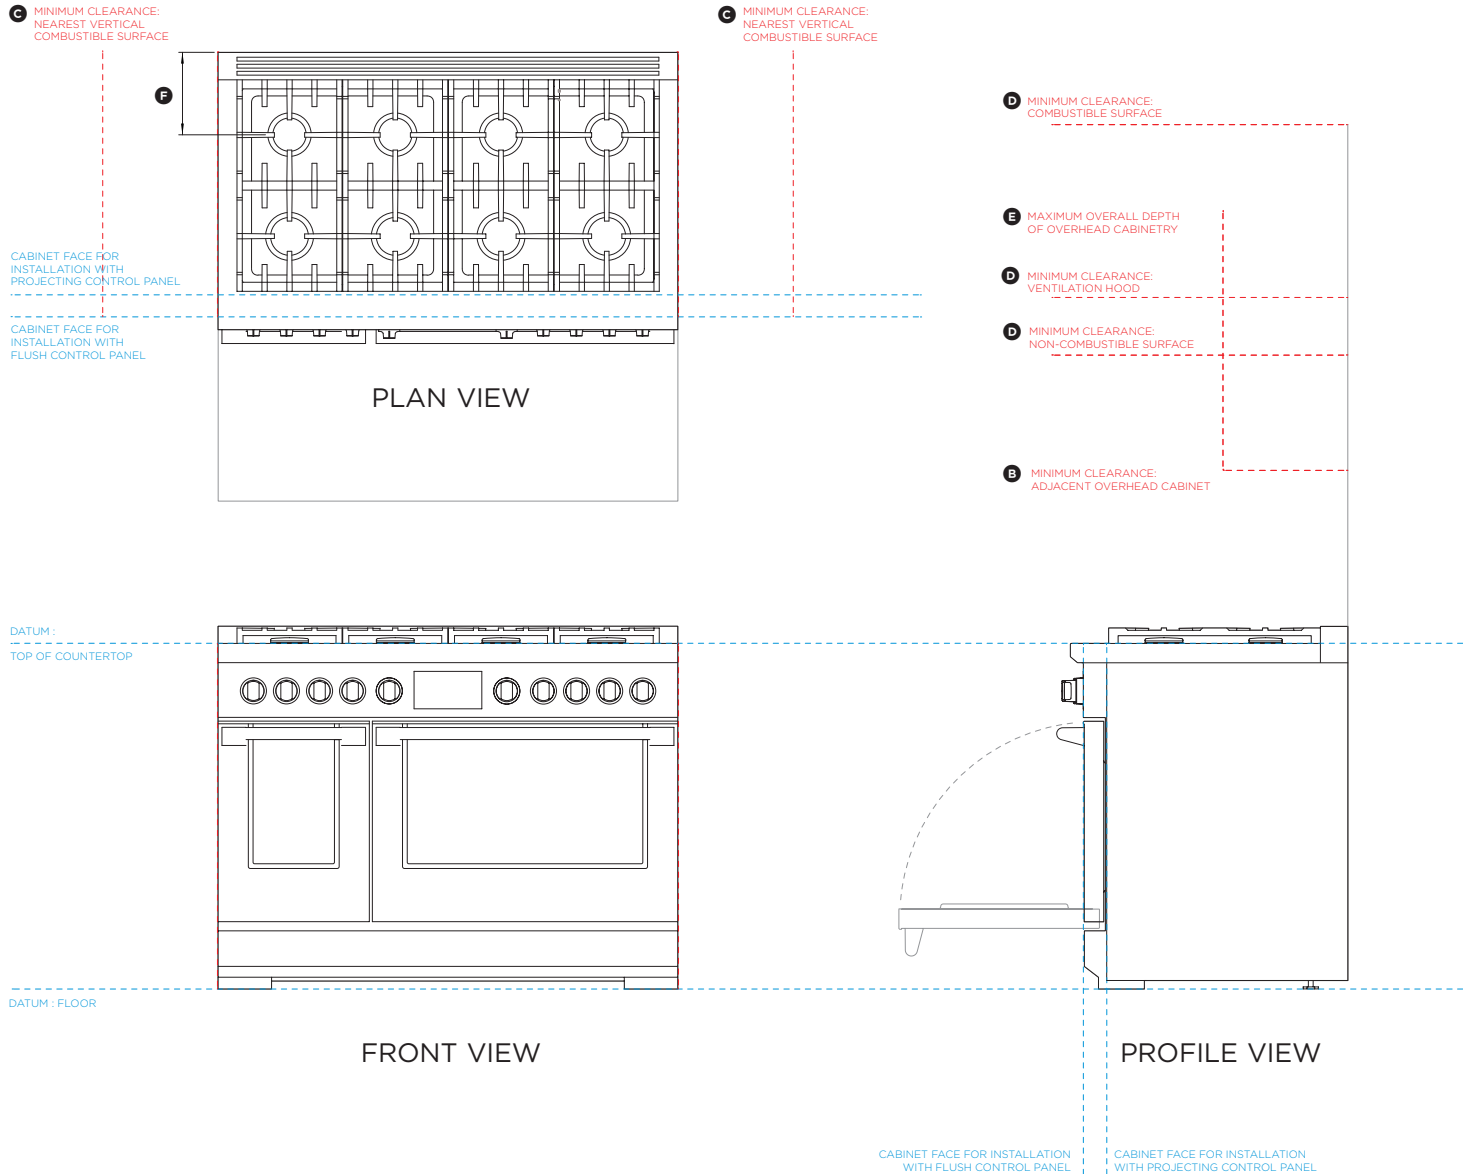 C MINIMUM CLEARANCE:
NEAREST VERTICAL
COMBUSTIBLE SURFACE
C MINIMUM CLEARANCE:
NEAREST VERTICAL
COMBUSTIBLE SURFACE
F
D MINIMUM CLEARANCE:
COMBUSTIBLE SURFACE
E MAXIMUM OVERALL DEPTH
OF OVERHEAD CABINETRY
CABINET FACE FOR
INSTALLATION WITH
PROJECTING CONTROL PANEL
D MINIMUM CLEARANCE:
VENTILATION HOOD
CABINET FACE FOR
INSTALLATION WITH
FLUSH CONTROL PANEL
D MINIMUM CLEARANCE:
NON-COMBUSTIBLE SURFACE
PLAN VIEW
B MINIMUM CLEARANCE:
ADJACENT OVERHEAD CABINET
DATUM :
TOP OF COUNTERTOP
DATUM : FLOOR
FRONT VIEW
PROFILE VIEW
CABINET FACE FOR INSTALLATION
WITH FLUSH CONTROL PANEL
CABINET FACE FOR INSTALLATION
WITH PROJECTING CONTROL PANEL